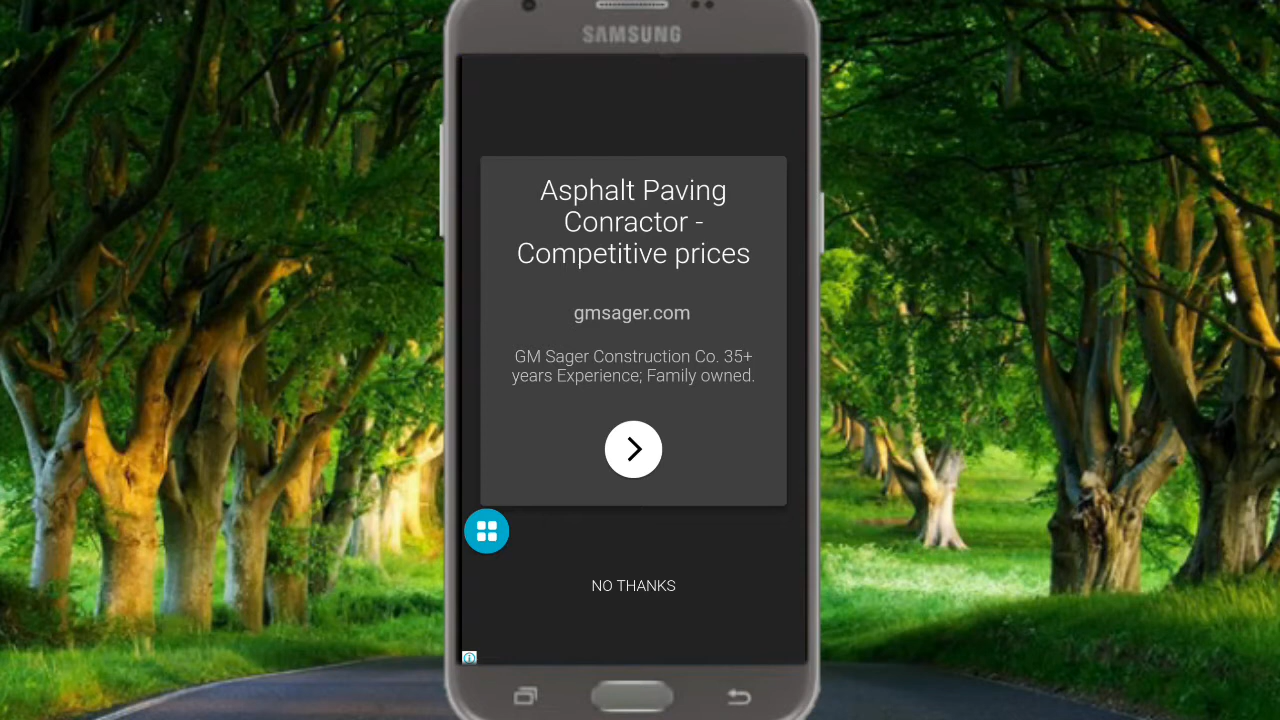 SAMSUNG
Asphalt Paving
Conractor -
Competitive prices
gmsager.com
GM Sager Construction Co. 35+
years Experience; Family owned.
NO THANKS